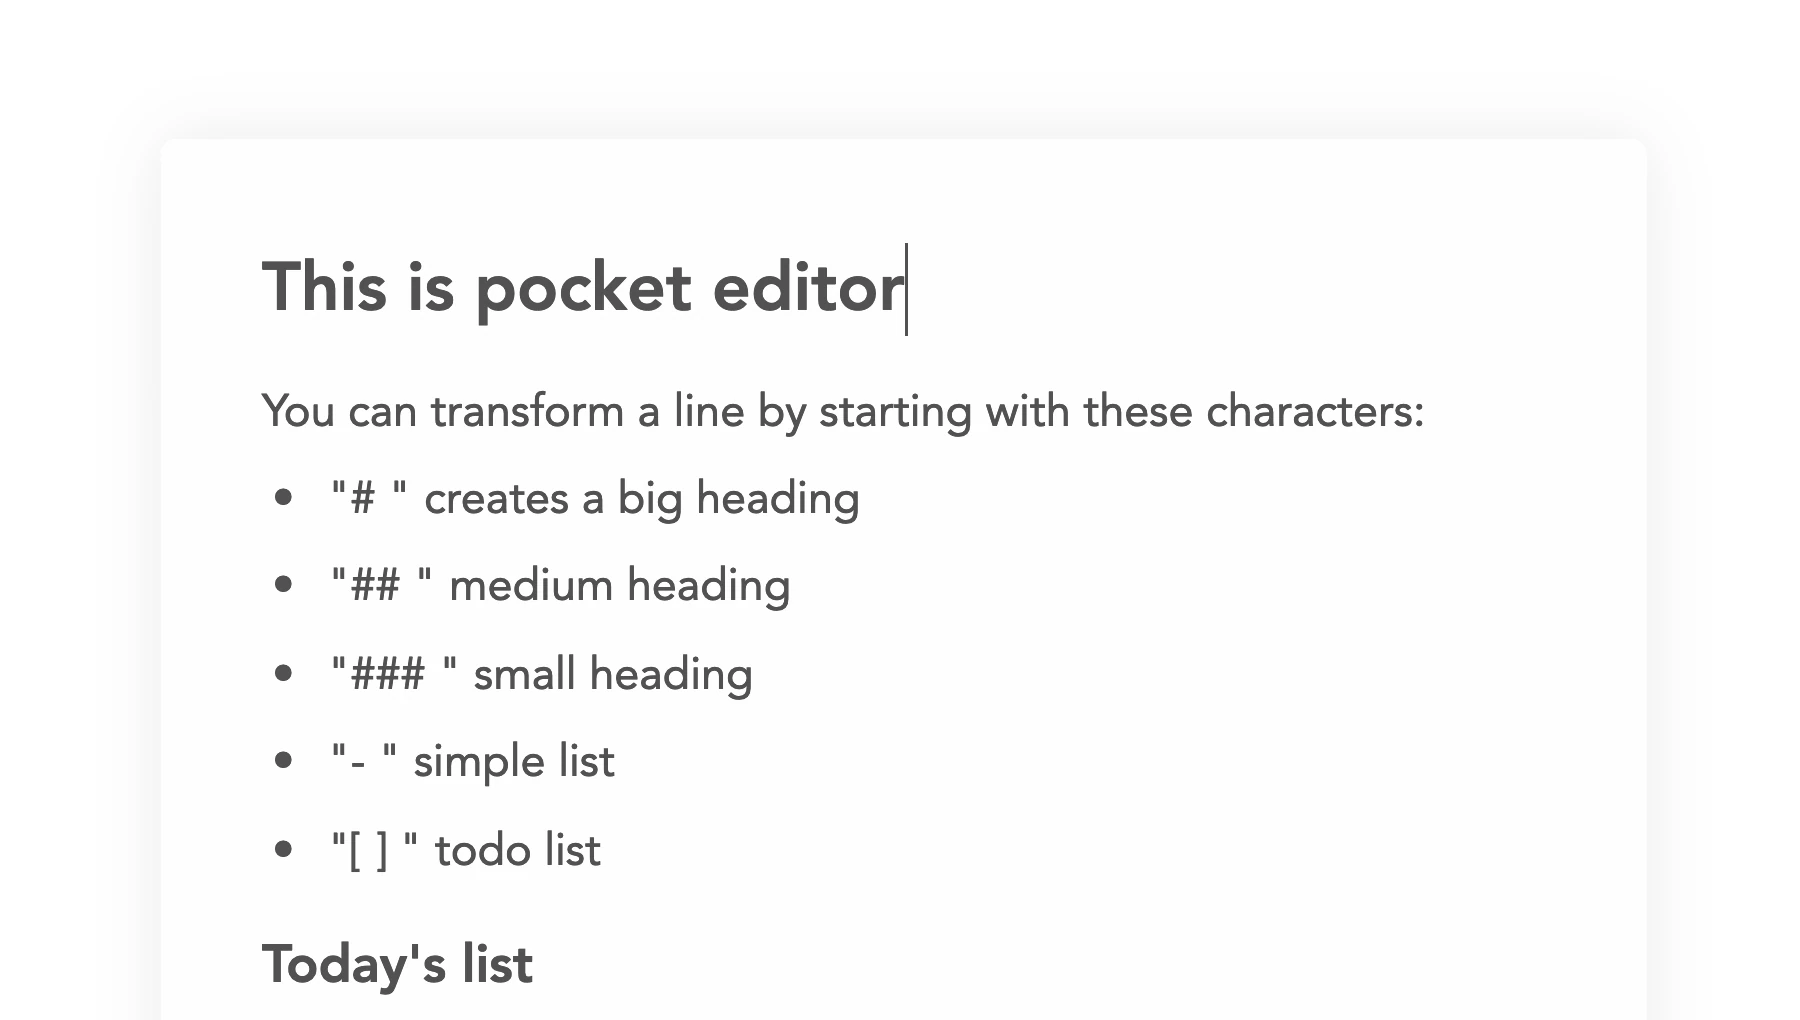 This is pocket editor
You can transform a line by starting with these characters:
• "# " creates a big heading
• "## " medium heading
• "### " small heading
• "- " simple list
• "[ ] " todo list
Today's list